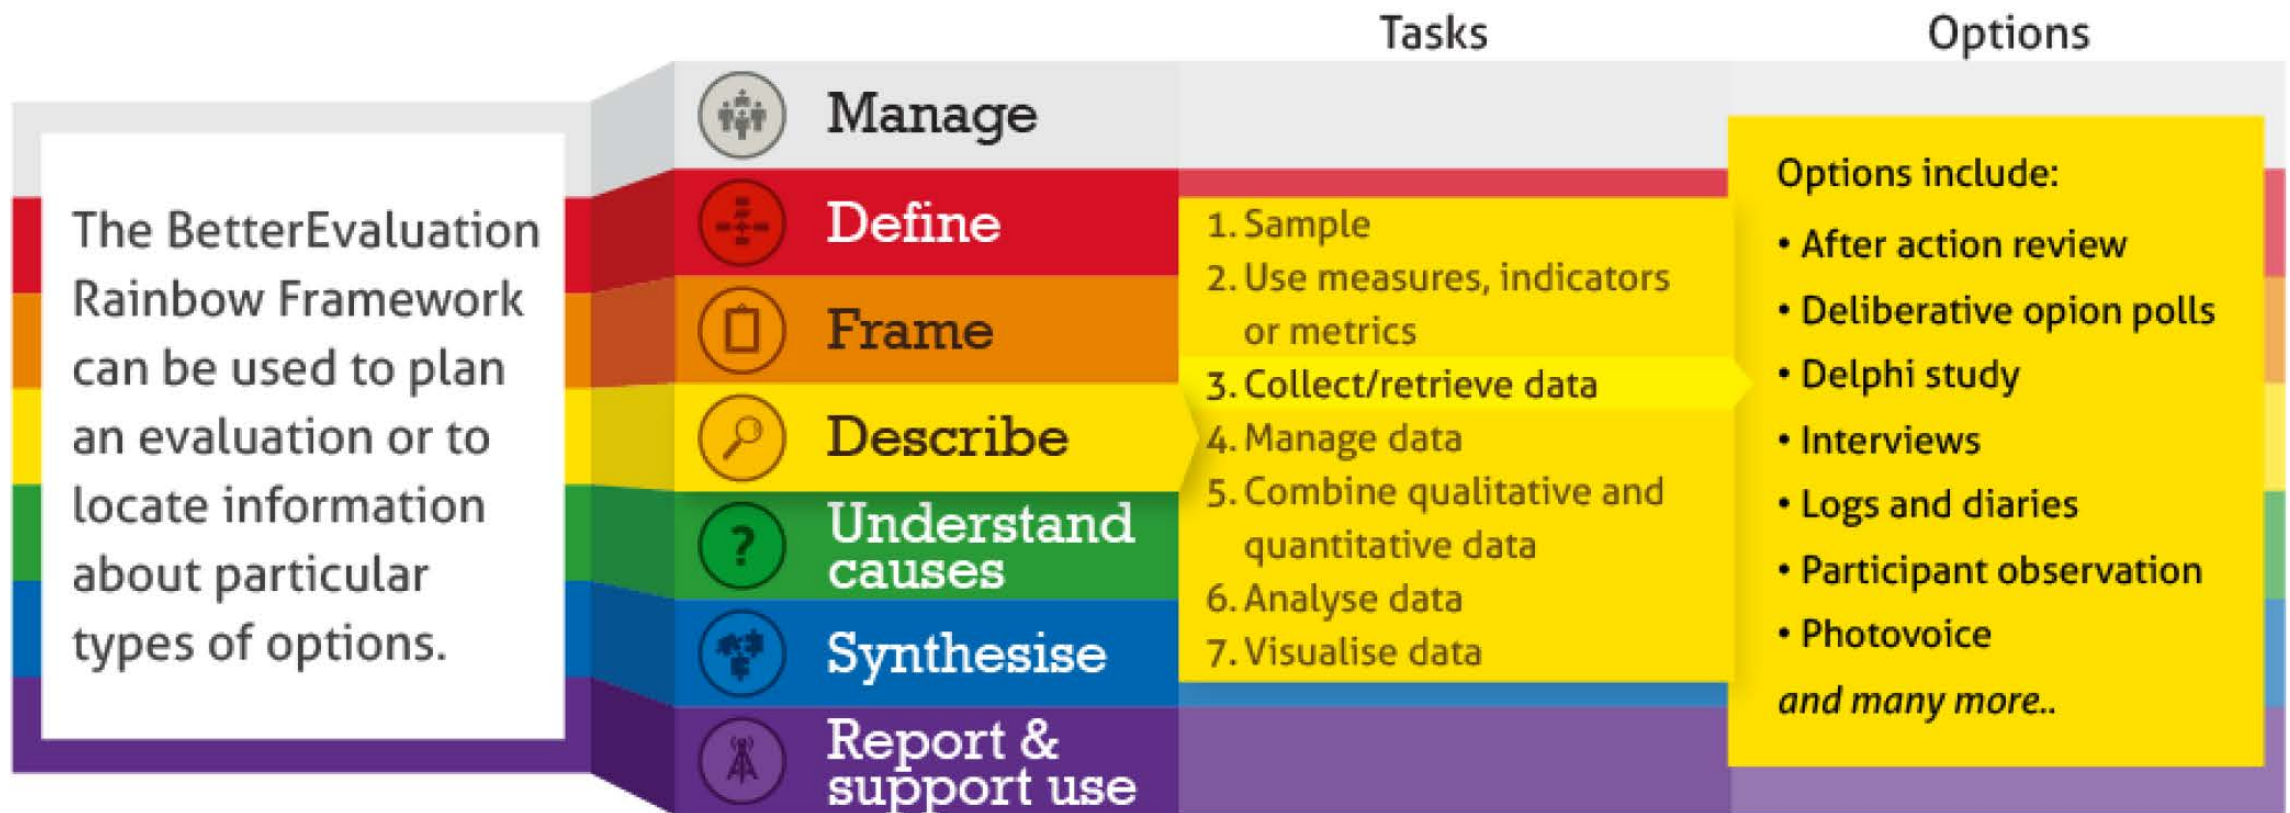 Tasks
Options
The BetterEvaluation
Rainbow Framework
can be used to plan
an evaluation or to
locate information
about particular
types of options.
Manage
Define
Frame
Describe
Understand
causes
Synthesise
Report &
support use
1. Sample
2. Use measures, indicators
or metrics
3. Collect/retrieve data
4. Manage data
5. Combine qualitative and
quantitative data
6. Analyse data
7. Visualise data
Options include:
• After action review
• Deliberative opion polls
• Delphi study
• Interviews
• Logs and diaries
• Participant observation
• Photovoice
and many more..